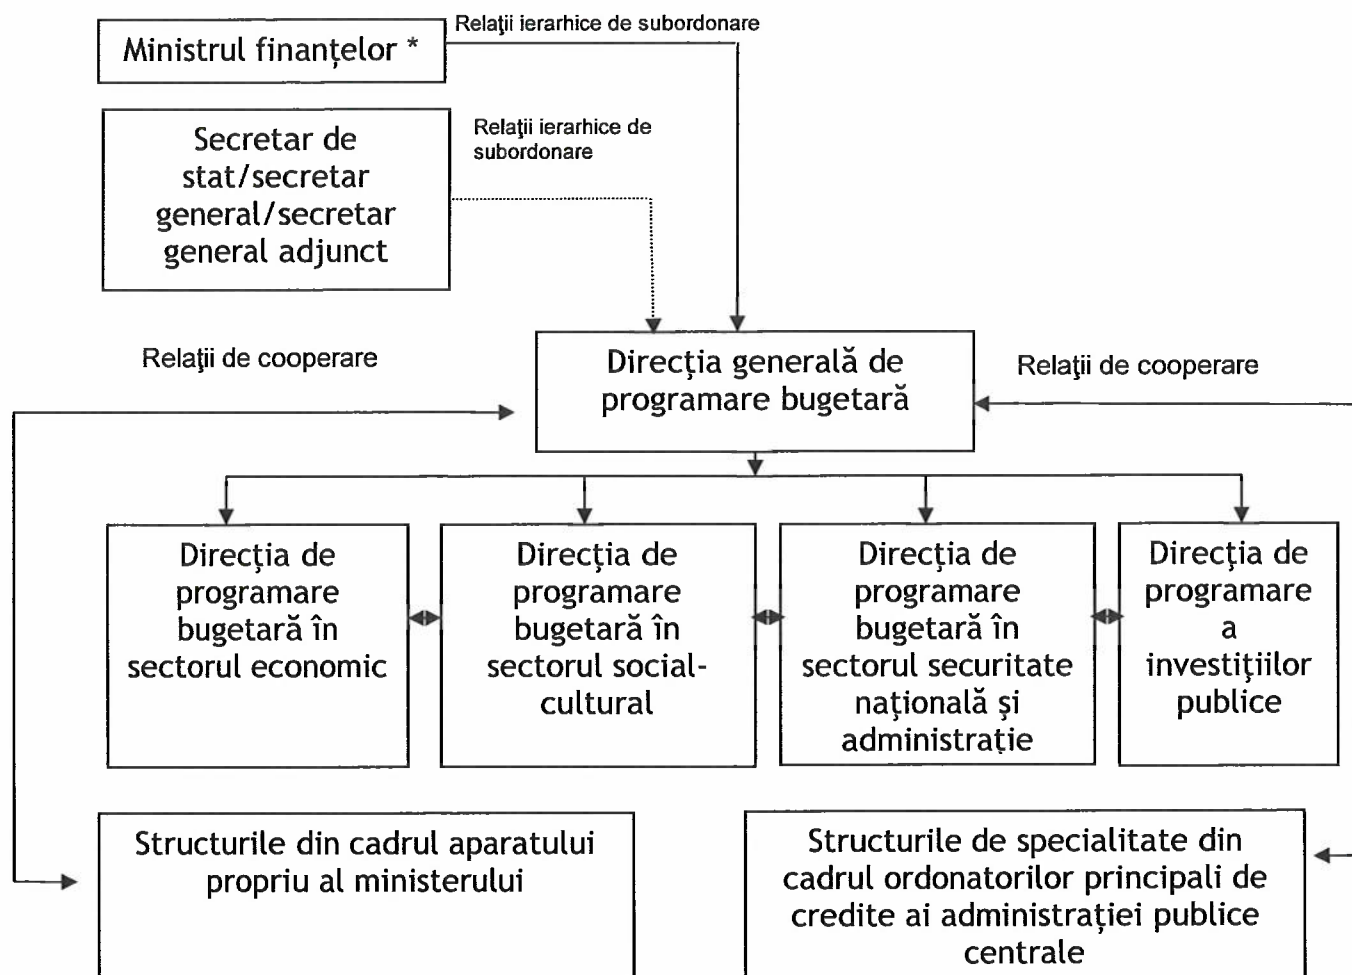 Relaţii ierarhice de subordonare
Ministrul finanţelor *
Secretar de
stat/secretar
general/secretar
general adjunct
Relaţii ierarhice de
subordonare
Relaţii de cooperare
Direcţia generală de
programare bugetară
Relaţii de cooperare
Direcţia de
programare
bugetară în
sectorul economic
Direcţia de
programare
bugetară în
sectorul social-
cultural
Direcţia de
programare
bugetară în
sectorul securitate
naţională şi
administraţie
Direcţia de
programare
a
investiţiilor
publice
Structurile din cadrul aparatului
propriu al ministerului
Structurile de specialitate din
cadrul ordonatorilor principali de
credite ai administraţiei publice
centrale